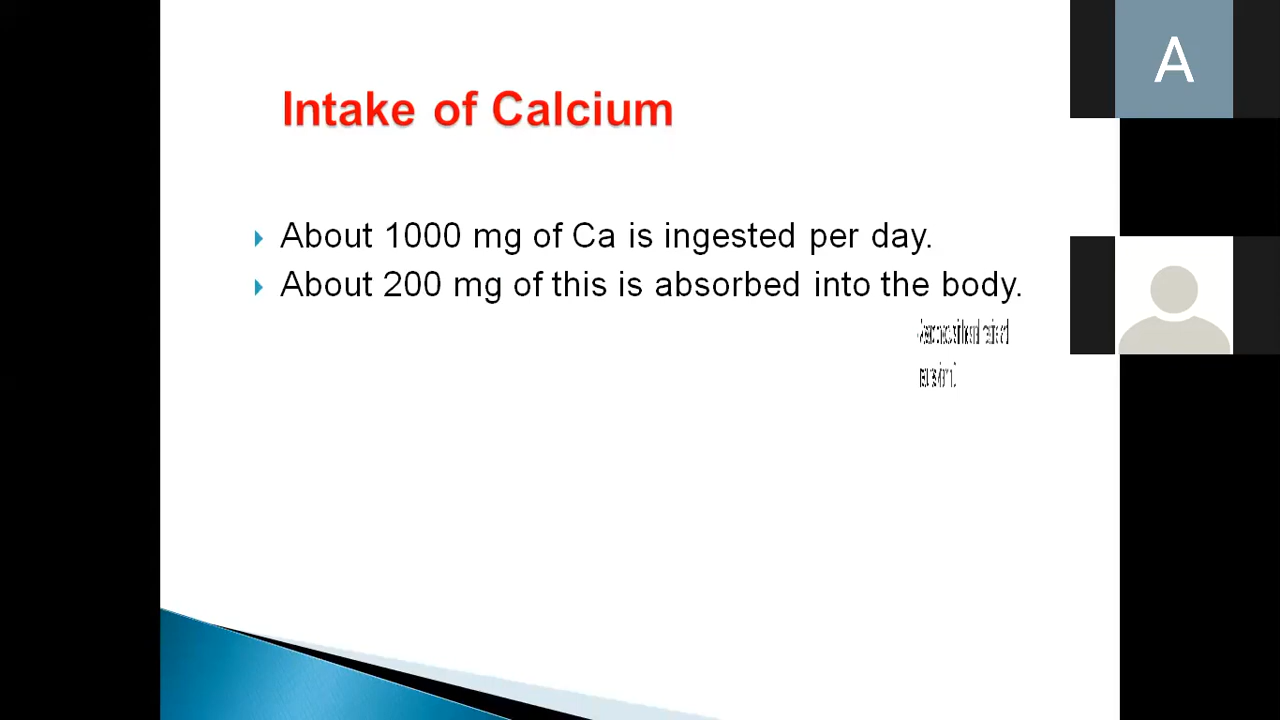 Intake of Calcium
About 1000 mg of Ca is ingested per day.
About 200 mg of this is absorbed into the body.
A